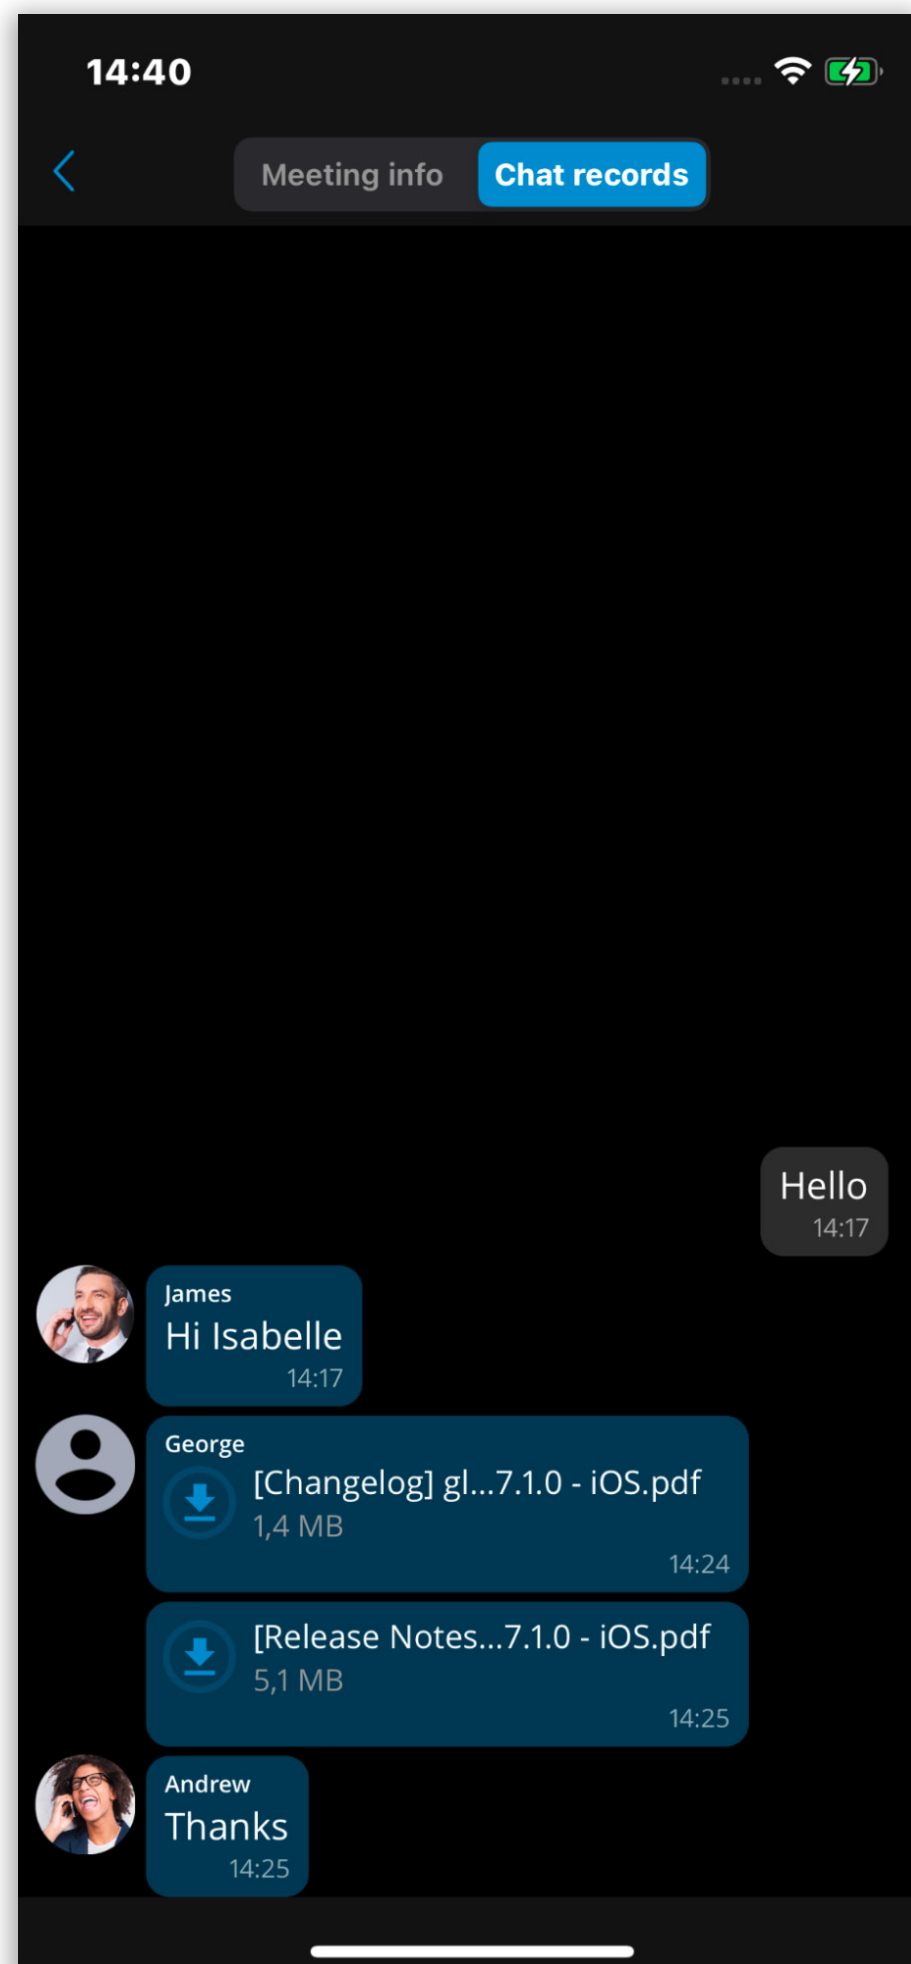 14:40
Meeting info Chat records
Hello
14:17
James
Hi Isabelle
14:17
George
[Changelog] gl...7.1.0 - iOS.pdf
1,4 MB
14:24
[Release Notes...7.1.0 - iOS.pdf
5,1 MB
14:25
Andrew
Thanks
14:25